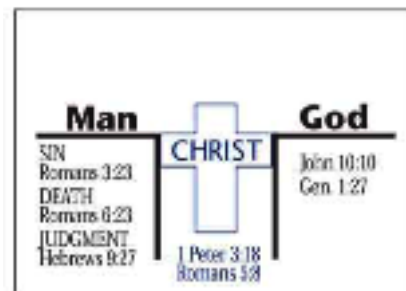 Man
God
CHRIST
SIN
Romans 3:23
DEATH
Romans 6:23
JUDGMENT
Hebrews 9:27
1 Peter 3:18
Romans 5:8
John 10:10
Gen. 1:27